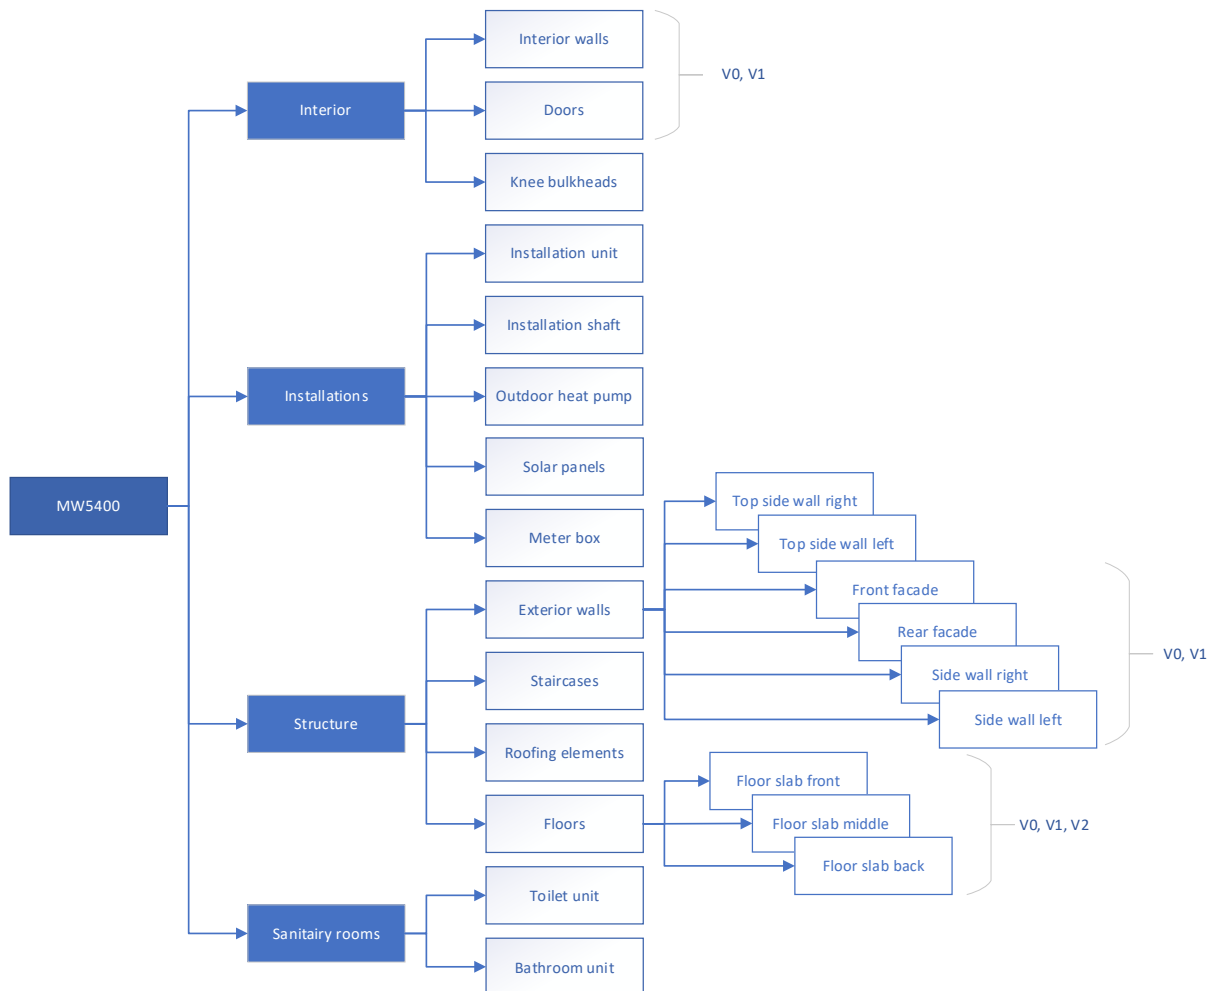 Interior walls
V0, V1
Interior
Doors
Knee bulkheads
Installation unit
Installation shaft
Installations
Outdoor heat pump
Solar panels
MW5400
Top side wall right
Meter box
Top side wall left
Exterior walls
Front facade
Rear facade
V0, V1
Staircases
Side wall right
Structure
Side wall left
Roofing elements
Floor slab front
Floors
Floor slab middle
V0, V1, V2
Floor slab back
Toilet unit
Sanitairy rooms
Bathroom unit